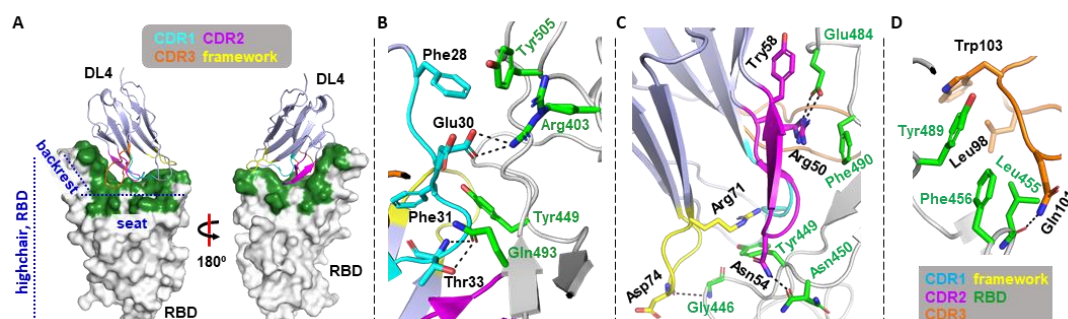 A
CDR1 CDR2
CDR3 framework
DL4
DL4
backrest
seat
highchair, RBD
180º
RBD
RBD
B
Tyr505
Phe28
Glu30
Arg403
Phe31
Tyr449
Gln493
Thr33
C
Glu484
Try58
Arg50
Phe490
Arg71
Tyr449
Asn450
Asn54
Asp74
Gly446
D
Trp103
Tyr489
Leu98
Leu455
Phe456
Gln101
CDR1 framework
CDR2 RBD
CDR3